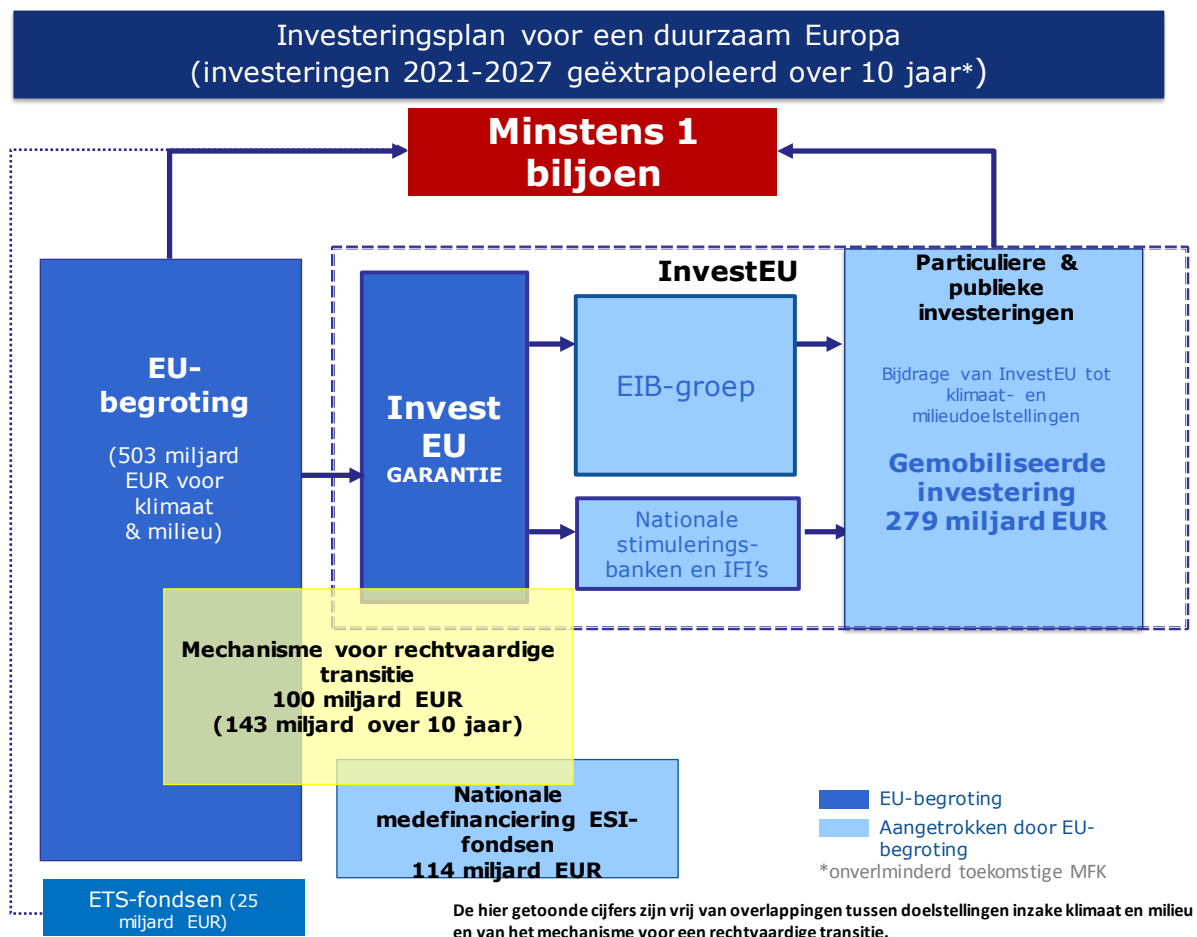 Investeringsplan voor een duurzaam Europa
(investeringen 2021-2027 geëxtrapoleerd over 10 jaar*)
Minstens 1
biljoen
InvestEU
EU-
begroting
(503 miljard
EUR voor
klimaat
& milieu)
Invest
EU
GARANTIE
EIB-groep
Nationale
stimulerings-
banken en IFI's
Particuliere &
publieke
investeringen
Bijdrage van InvestEU tot
klimaat- en
milieudoelstellingen
Gemobiliseerde
investering
279 miljard EUR
Mechanisme voor rechtvaardige
transitie
100 miljard EUR
(143 miljard over 10 jaar)
Nationale
medefinanciering ESI-
fondsen
114 miljard EUR
EU-begroting
Aangetrokken door EU-
begroting
*onverlminderd toekomstige MFK
ETS-fondsen (25
miljard EUR)
De hier getoonde cijfers zijn vrij van overlappingen tussen doelstellingen inzake klimaat en milieu
en van het mechanisme voor een rechtvaardige transitie.